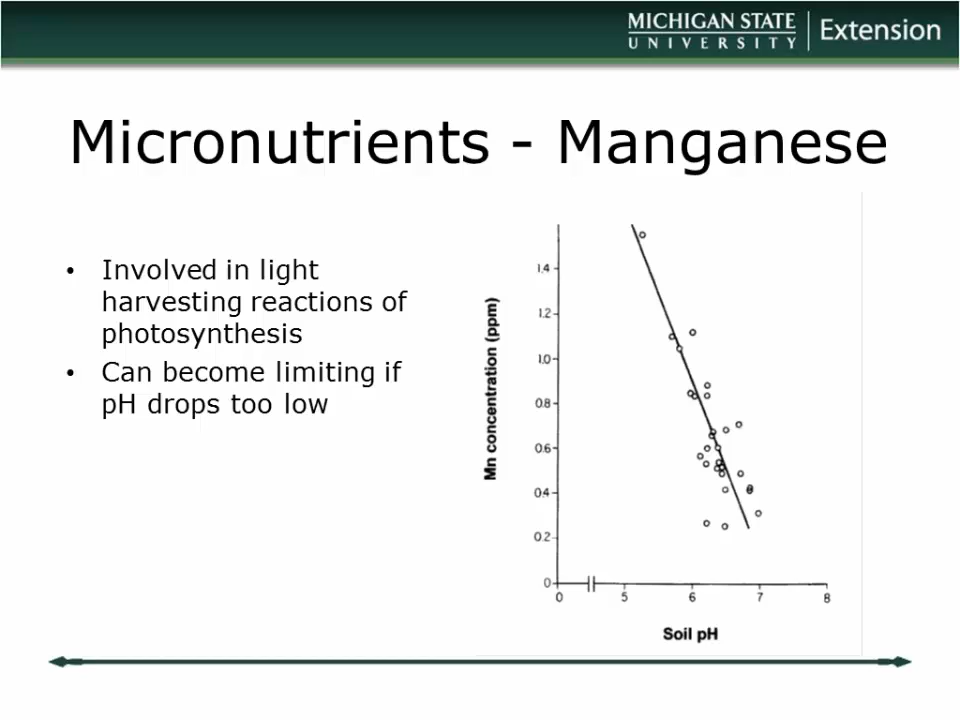 MICHIGAN STATE
UNIVERSITY
Extension
Micronutrients - Manganese
• Involved in light
harvesting reactions of
photosynthesis
• Can become limiting if
pH drops too low
Mn concentration (ppm)
1.4
1.2
1.0
0.8
0.6
0.4
0.2
0
0 5 6 7 8
Soil pH